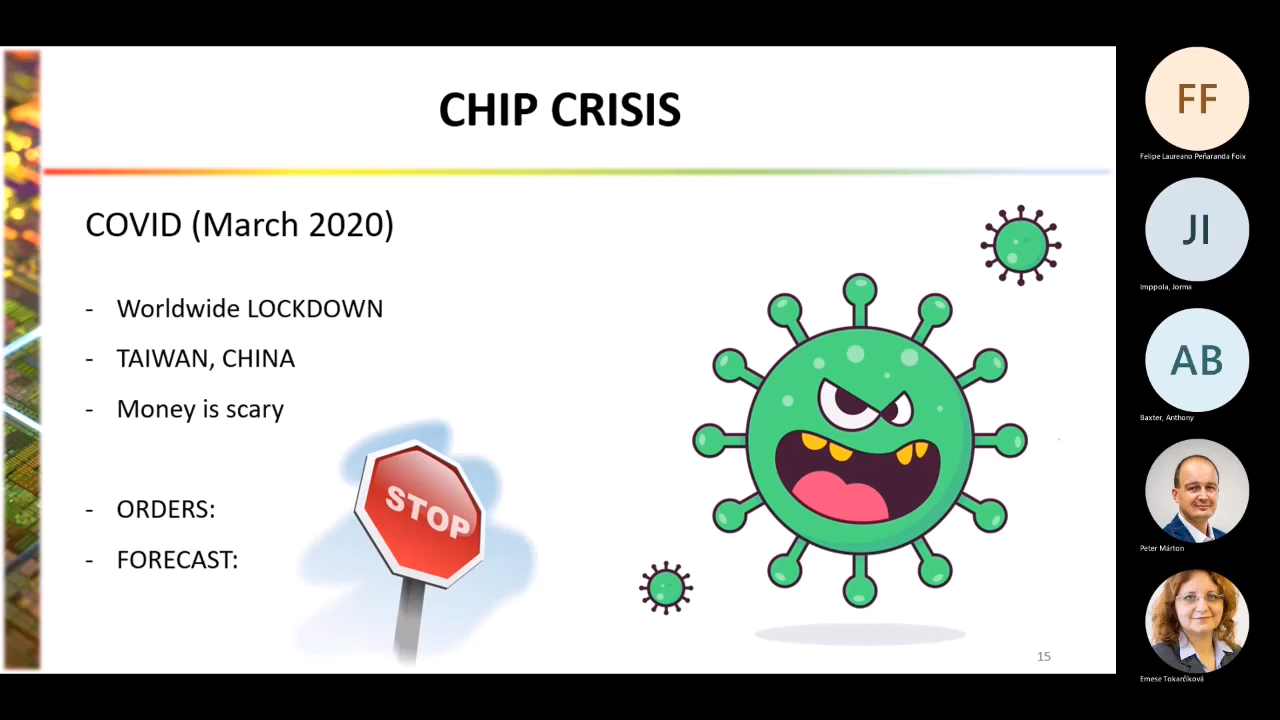 CHIP CRISIS
COVID (March 2020)
- Worldwide LOCKDOWN
- TAIWAN, CHINA
- Money is scary
- ORDERS:
- FORECAST:
STOP
15
FF
Felipe Laureano Peñaranda Foix
JI
Imppola, Jorma
AB
Baxter, Anthony
Peter Márton
Emese Tokarčíková